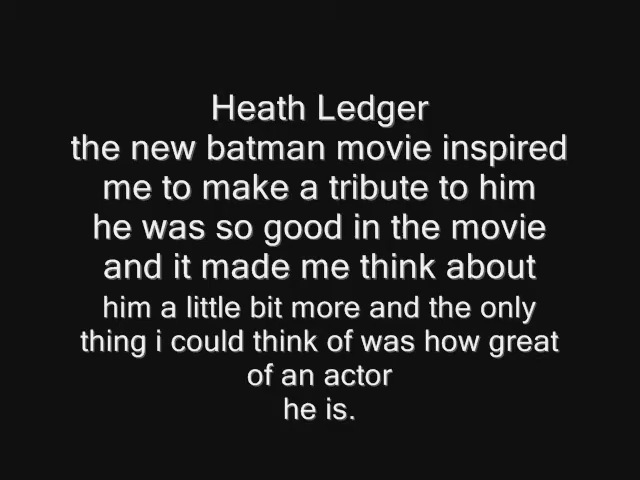 Heath Ledger
the new batman movie inspired
me to make a tribute to him
he was so good in the movie
and it made me think about
him a little bit more and the only
thing i could think of was how great
of an actor
he is.